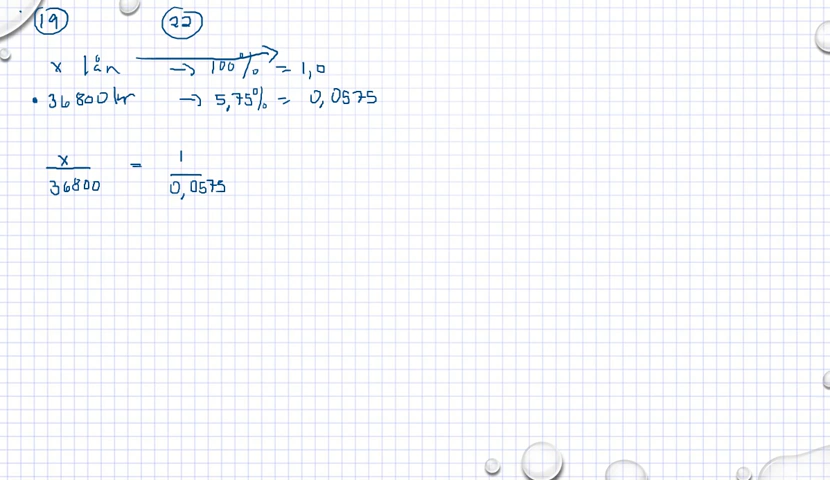 19 22
x lån → 100% = 1,0
• 36800 kr → 5,75% = 0,0575
x/36800 = 1/0,0575